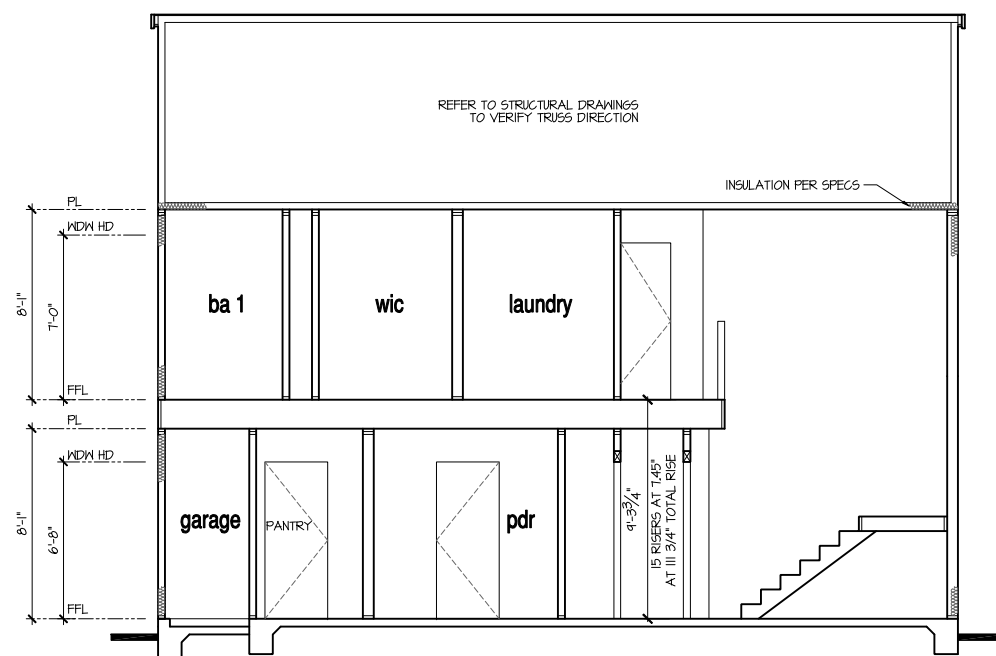 REFER TO STRUCTURAL DRAWINGS
TO VERIFY TRUSS DIRECTION
INSULATION PER SPECS
PL
WDW HD
8'-1"
7'-0"
ba 1
wic
laundry
FFL
PL
WDW HD
8'-1"
6'-8"
garage
PANTRY
pdr
9'-3 3/4"
15 RISERS AT 7.45"
AT 111 3/4" TOTAL RISE
FFL